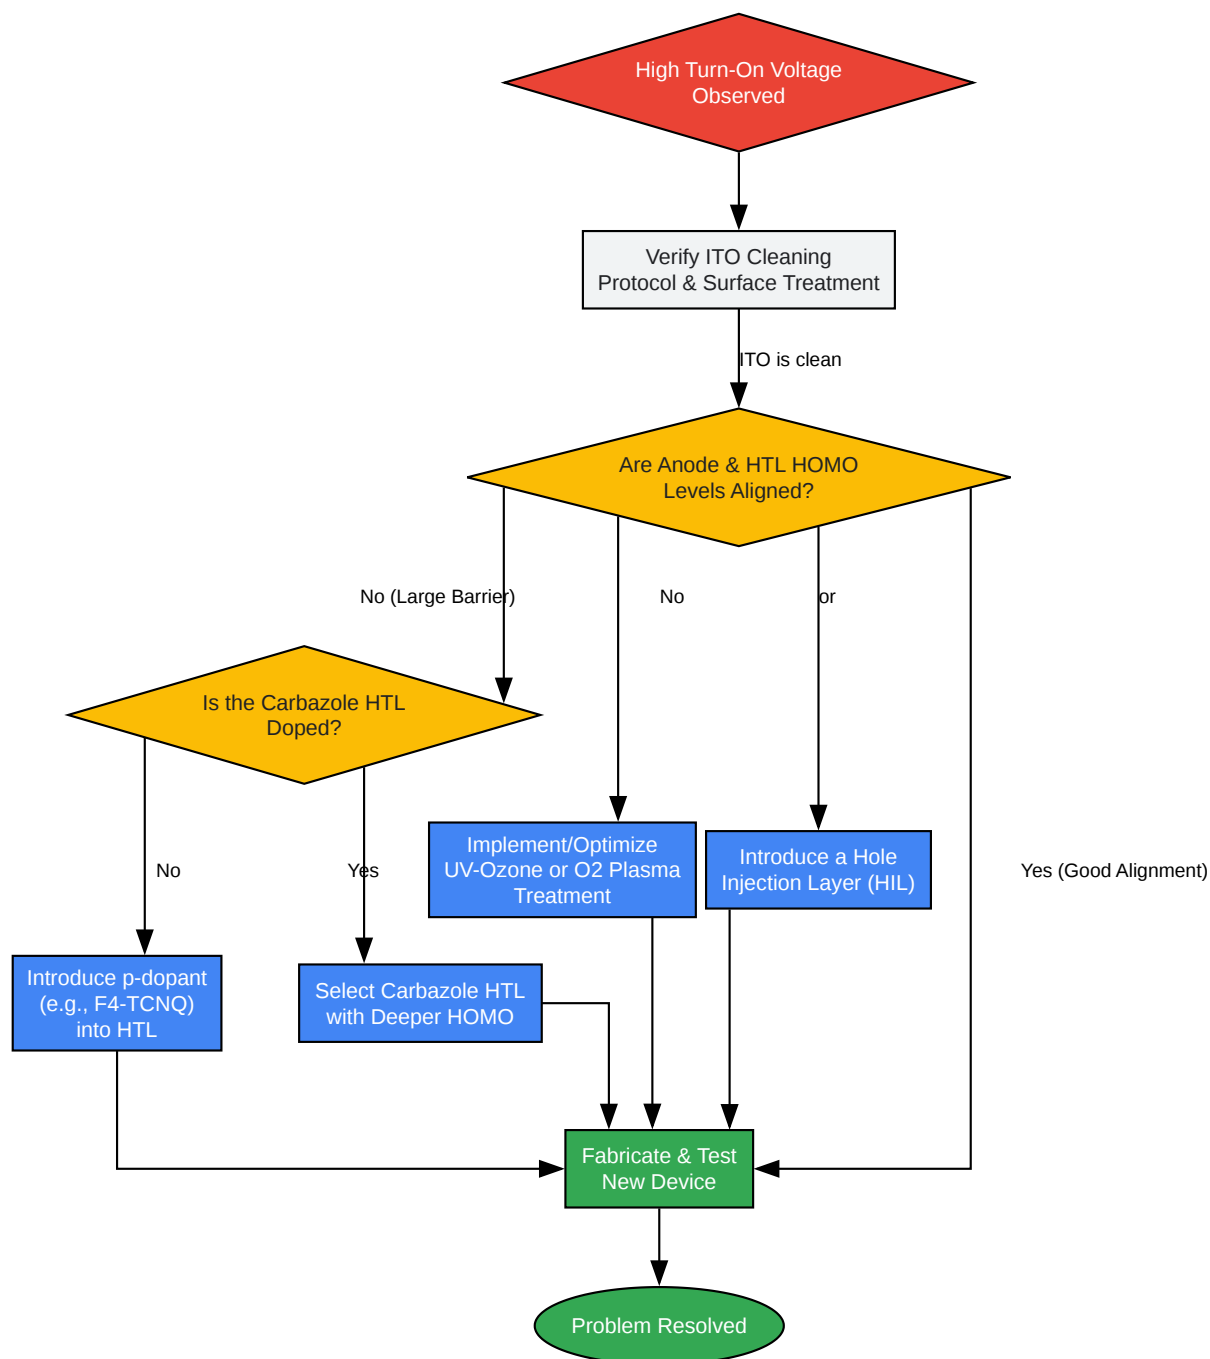 High Turn-On Voltage
Observed
Verify ITO Cleaning
Protocol & Surface Treatment
ITO is clean
Are Anode & HTL HOMO
Levels Aligned?
No (Large Barrier)
No
or
Is the Carbazole HTL
Doped?
Implement/Optimize
UV-Ozone or O2 Plasma
Treatment
Introduce a Hole
Injection Layer (HIL)
No
Yes
Yes (Good Alignment)
Introduce p-dopant
(e.g., F4-TCNQ)
into HTL
Select Carbazole HTL
with Deeper HOMO
Fabricate & Test
New Device
Problem Resolved